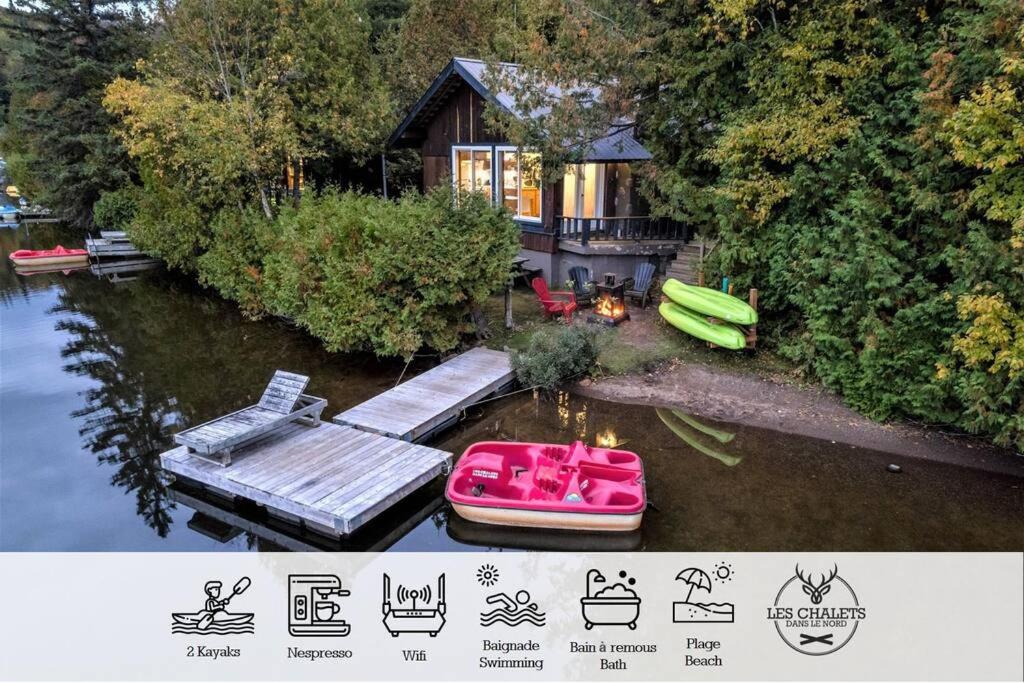 2 Kayaks
Nespresso
Wifi
Baignade
Swimming
Bain à remous
Bath
Plage
Beach
LES CHALETS
DANS LE NORD